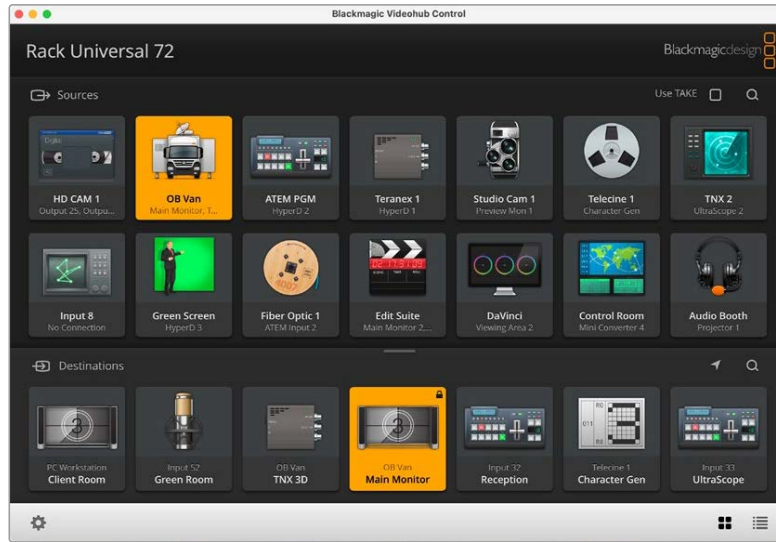 Blackmagic Videohub Control
Rack Universal 72
Blackmagicdesign
Sources
Use TAKE
HD CAM 1
Output 25, Outpu...
OB Van
Main Monitor, T...
ATEM PGM
HyperD 2
Teranex 1
HyperD 1
Studio Cam 1
Preview Mon 1
Telecine 1
Character Gen
TNX 2
UltraScope 2
Input 8
No Connection
Green Screen
HyperD 3
Fiber Optic 1
ATEM Input 2
Edit Suite
Main Monitor 2,...
DaVinci
Viewing Area 2
Control Room
Mini Converter 4
Audio Booth
Projector 1
Destinations
PC Workstation
Client Room
Input 52
Green Room
OB Van
TNX 3D
OB Van
Main Monitor
Input 32
Reception
Telecine 1
Character Gen
Input 33
UltraScope